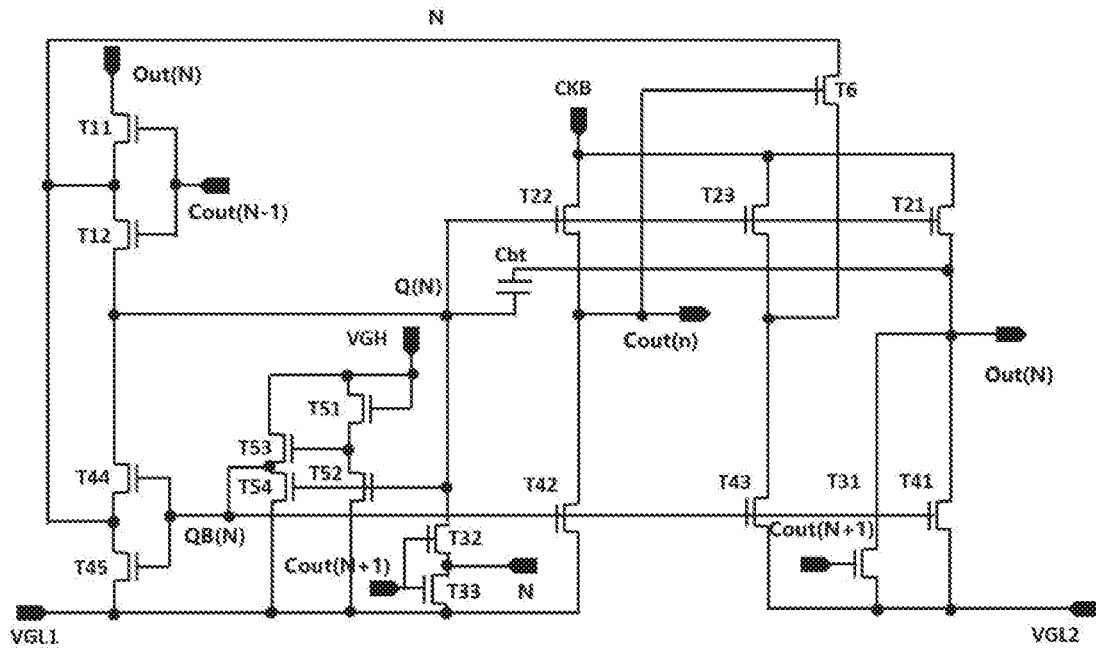 N
Out(N)
CKB
T6
T11
Cout(N-1)
T22
T23
T21
T12
Cbt
Q(N)
VGH
Cout(n)
Out(N)
T51
T53
T44
T54
T52
T42
T43
T31
T41
QB(N)
T32
Cout(N+1)
T45
Cout(N+1)
T33
N
VGL1
VGL2